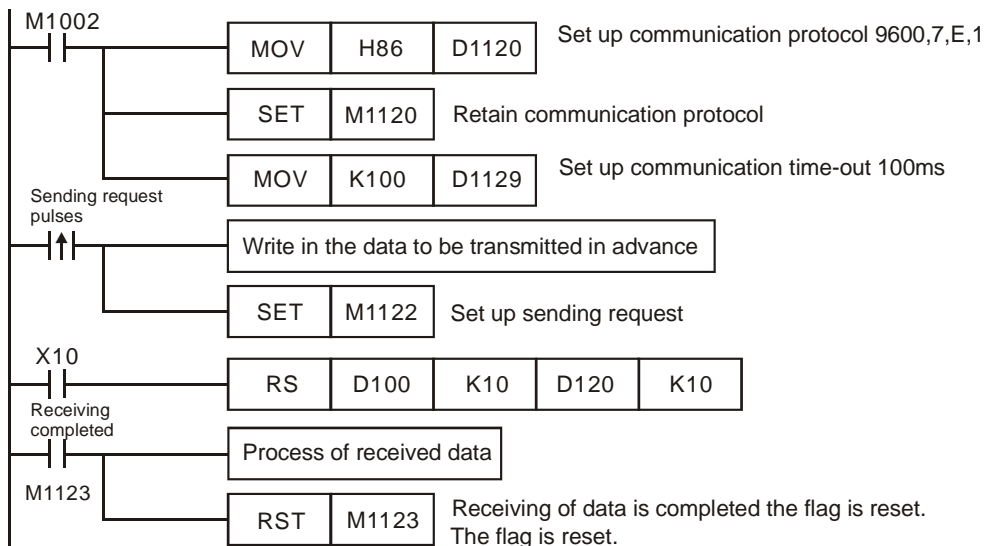 M1002
MOV H86 D1120 Set up communication protocol 9600,7,E,1
SET M1120 Retain communication protocol
MOV K100 D1129 Set up communication time-out 100ms
Sending request
pulses
Write in the data to be transmitted in advance
SET M1122 Set up sending request
X10
RS D100 K10 D120 K10
Receiving
completed
Process of received data
M1123
RST M1123 Receiving of data is completed the flag is reset.
The flag is reset.